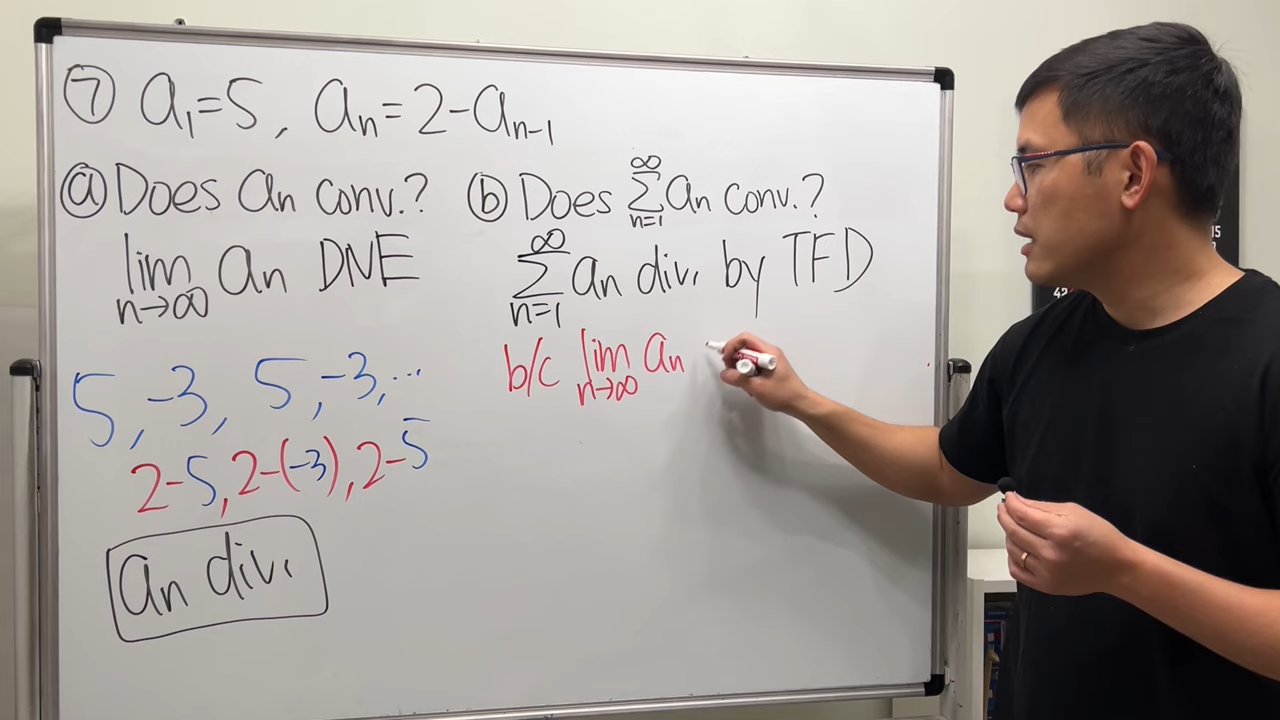 ⑦ a₁=5, aₙ=2-aₙ₋₁
ⓐ Does aₙ conv.?
lim n→∞ aₙ DNE
5, -3, 5, -3, ...
2-5, 2-(-3), 2-5
aₙ div.
ⓑ Does ∞ Σ n=1 aₙ conv.?
∞ Σ n=1 aₙ div. by TFD
b/c lim n→∞ aₙ